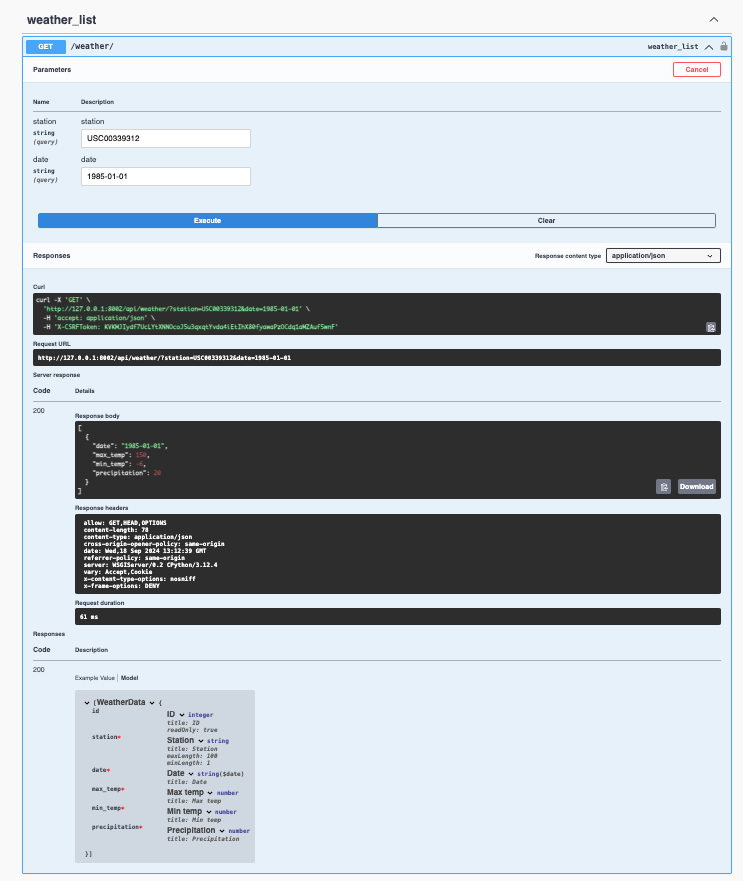 weather_list
GET /weather/ weather_list
Parameters Cancel
Name Description
station station
string
(query)
USC00339312
date date
string
(query)
1985-01-01
Execute Clear
Responses Response content type application/json
Curl
curl -X 'GET' \
'http://127.0.0.1:8002/api/weather/?station=USC00339312&date=1985-01-01' \
-H 'accept: application/json' \
-H 'X-CSRFToken:
Request URL
http://127.0.0.1:8002/api/weather/?station=USC00339312&date=1985-01-01
Server response
Code Details
200
Response body
[
{
"date": "1985-01-01",
"max_temp":
"min_temp":
"precipitation": 20
}
]
Download
Response headers
allow: GET,HEAD,OPTIONS
content-length: 78
content-type: application/json
cross-origin-opener-policy: same-origin
date: Wed,18 Sep 2024 13:12:39 GMT
referrer-policy: same-origin
server: WSGIServer/0.2 CPython/3.12.4
vary: Accept,Cookie
x-content-type-options: nosniff
x-frame-options: DENY
Request duration
61 ms
Responses
Code Description
200
Example Value | Model
[WeatherData {
id ID integer
title: ID
readOnly: true
station* Station string
title: Station
maxLength: 100
minLength: 1
date* Date string($date)
title: Date
max_temp* Max temp number
title: Max temp
min_temp* Min temp number
title: Min temp
precipitation* Precipitation number
title: Precipitation
}]